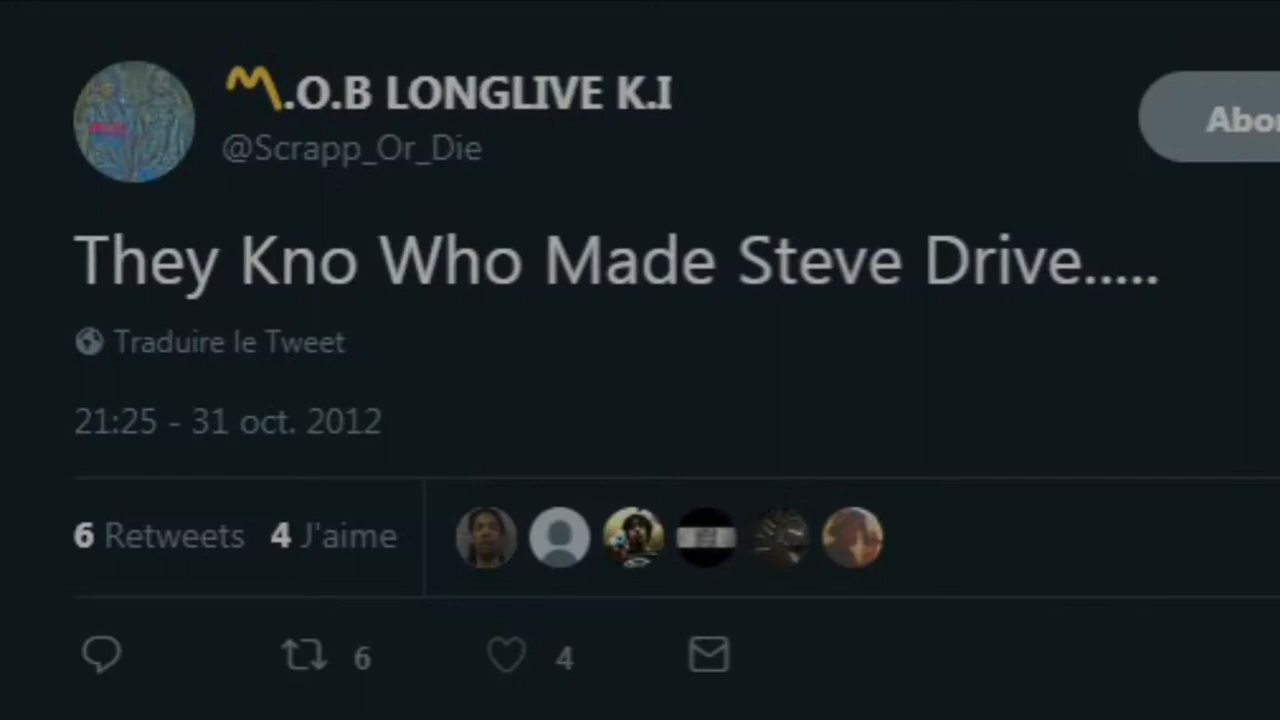 〽️.O.B LONGLIVE K.I
@Scrapp_Or_Die
Abo
They Kno Who Made Steve Drive.....
Traduire le Tweet
21:25 - 31 oct. 2012
6 Retweets 4 J'aime
6 4